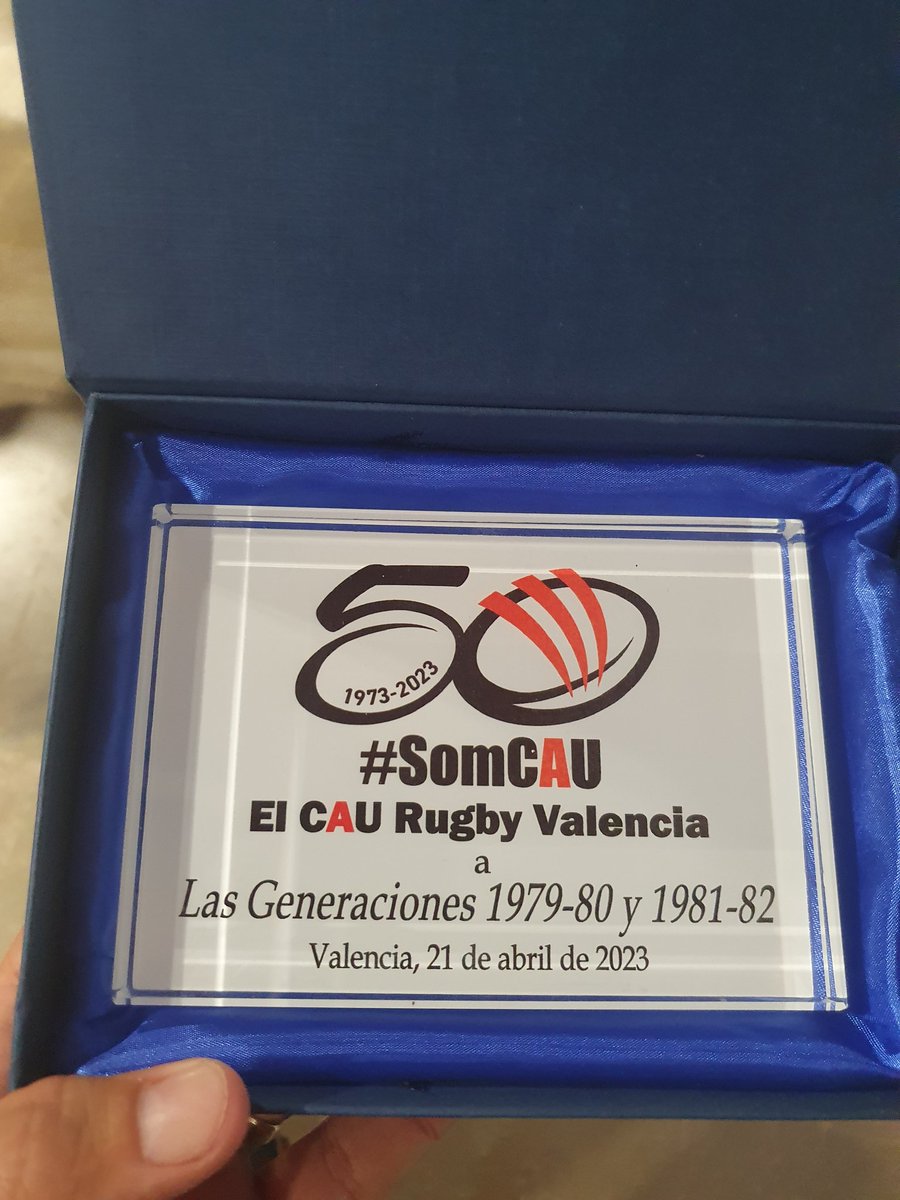 50
1973-2023
#SomCAU
El CAU Rugby Valencia
a
Las Generaciones 1979-80 y 1981-82
Valencia, 21 de abril de 2023